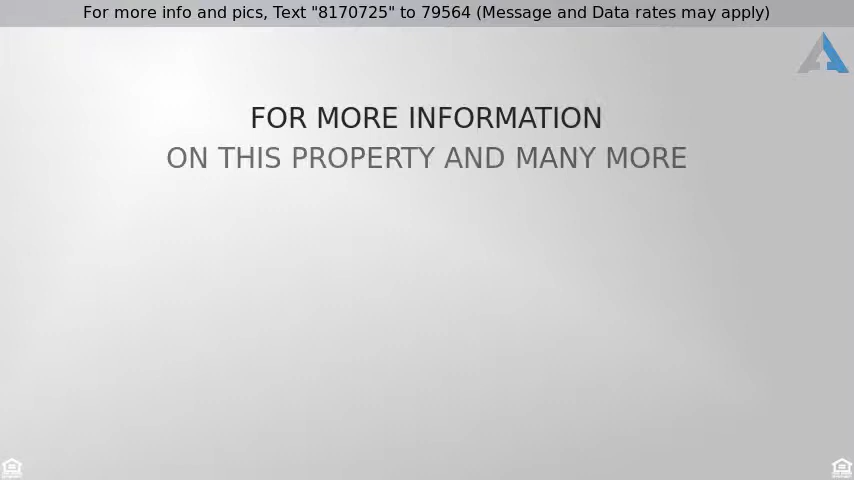 For more info and pics, Text "8170725" to 79564 (Message and Data rates may apply)
FOR MORE INFORMATION
ON THIS PROPERTY AND MANY MORE